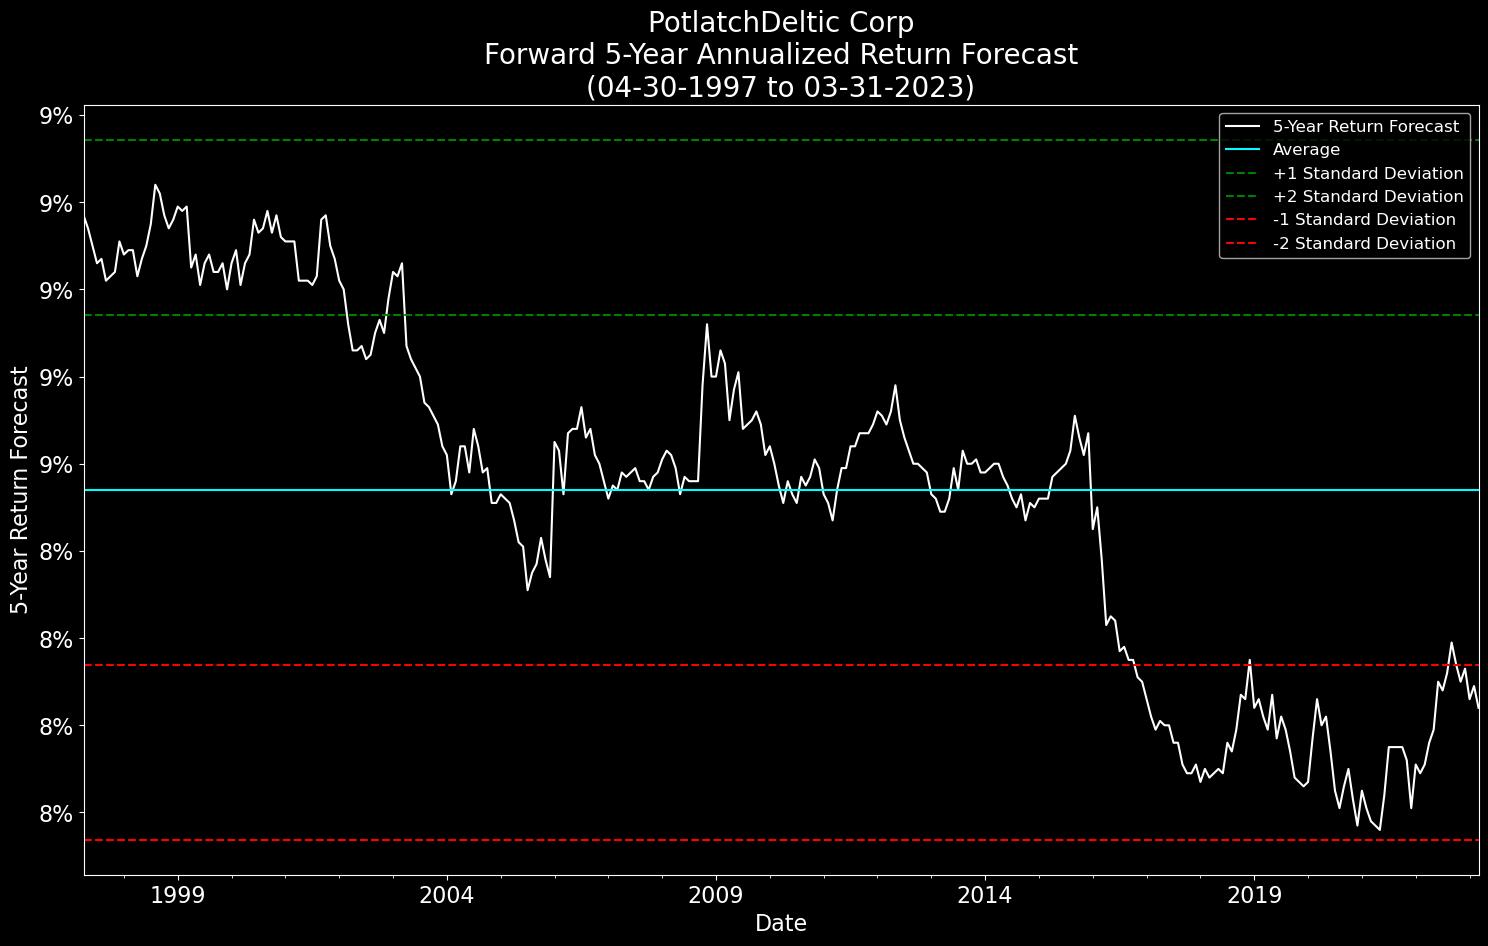 PotlatchDeltic Corp
Forward 5-Year Annualized Return Forecast
(04-30-1997 to 03-31-2023)
5-Year Return Forecast
Average
+1 Standard Deviation
+2 Standard Deviation
-1 Standard Deviation
-2 Standard Deviation
9%
9%
9%
9%
9%
8%
8%
8%
8%
5-Year Return Forecast
1999
2004
2009
2014
2019
Date